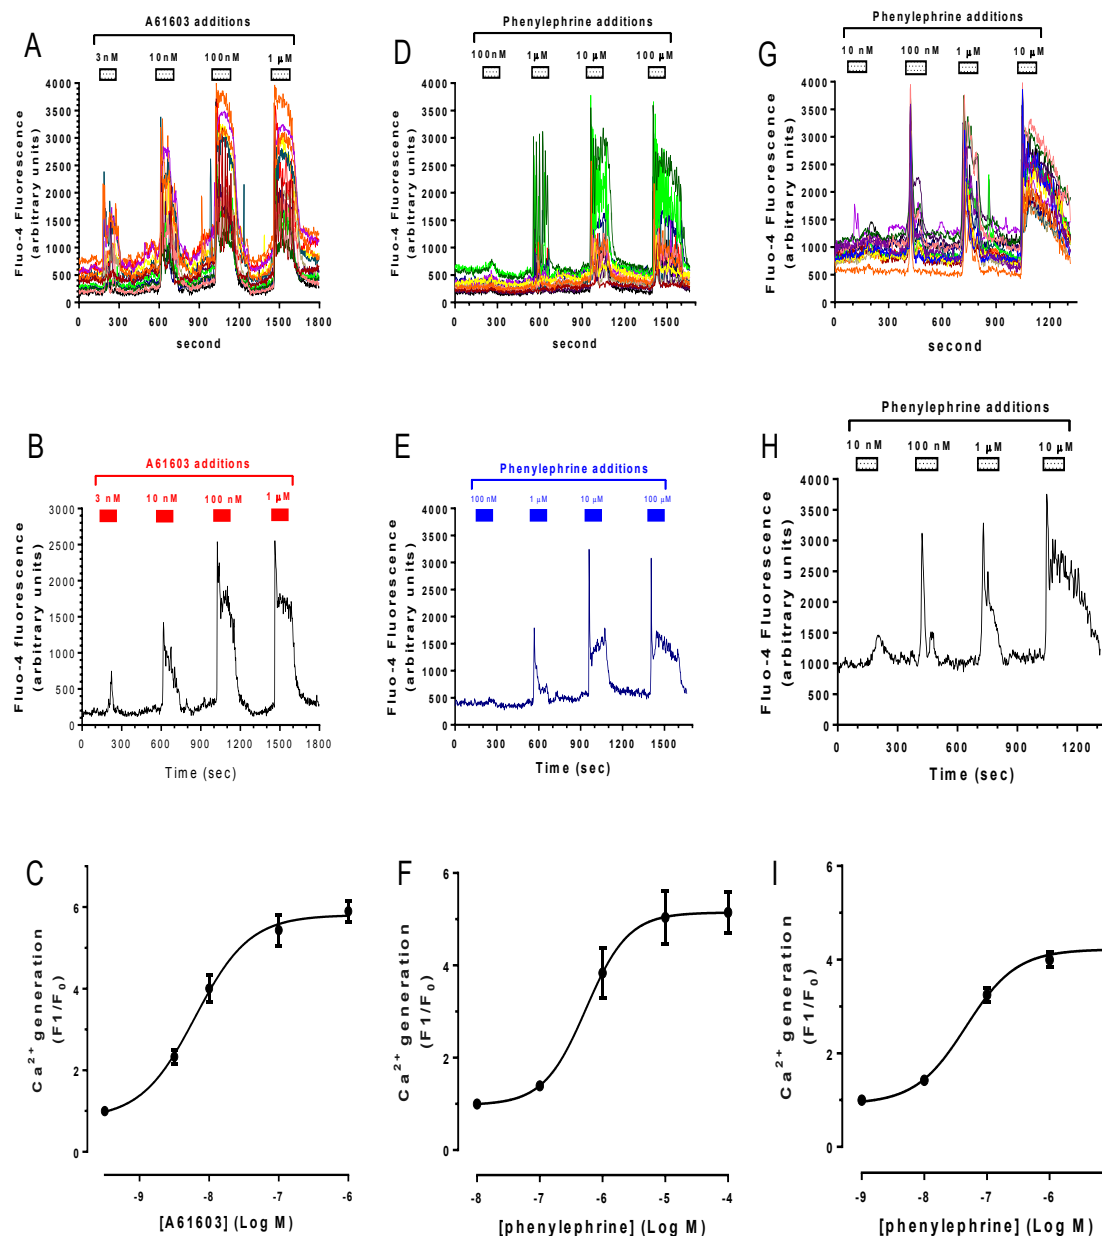 A
A61603 additions
3 nM 10nM 100nM 1 µM
Fluo-4 Fluorescence
(arbitrary units)
4000
3500
3000
2500
2000
1500
1000
500
0
0 300 600 900 1200 1500 1800
second
D
Phenylephrine additions
100 nM 1 µM 10 µM 100 µM
Fluo-4 Fluorescence
(arbitrary units)
4000
3500
3000
2500
2000
1500
1000
500
0
0 300 600 900 1200 1500
second
G
Phenylephrine additions
10 nM 100 nM 1 µM 10 µM
Fluo-4 Fluorescence
(arbitrary units)
4000
3500
3000
2500
2000
1500
1000
500
0
0 300 600 900 1200
second
B
A61603 additions
3 nM 10 nM 100 nM 1 µM
Fluo-4 fluorescence
(arbitrary units)
3000
2500
2000
1500
1000
500
0
0 300 600 900 1200 1500 1800
Time (sec)
E
Phenylephrine additions
100 nM 1 µM 10 µM 100 µM
Fluo-4 Fluorescence
(arbitrary units)
4000
3500
3000
2500
2000
1500
1000
500
0
0 300 600 900 1200 1500
Time (sec)
H
Phenylephrine additions
10 nM 100 nM 1 µM 10 µM
Fluo-4 Fluorescence
(arbitrary units)
4000
3500
3000
2500
2000
1500
1000
500
0
0 300 600 900 1200
Time (sec)
C
Ca2+ generation
(F1/F0)
6
4
2
0
-9 -8 -7 -6
[A61603] (Log M)
F
Ca2+ generation
(F1/F0)
6
4
2
0
-8 -7 -6 -5 -4
[phenylephrine] (Log M)
I
Ca2+ generation
(F1/F0)
6
4
2
0
-9 -8 -7 -6
[phenylephrine] (Log M)